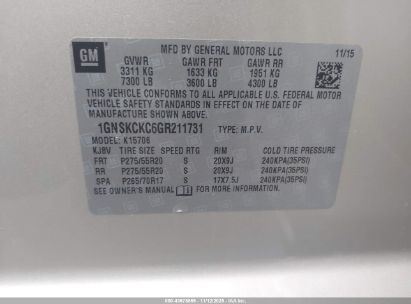 GM
MFD BY GENERAL MOTORS LLC 11/15
GVWR GAWR FRT GAWR RR
3311 KG 1633 KG 1951 KG
7300 LB 3600 LB 4300 LB
THIS VEHICLE CONFORMS TO ALL APPLICABLE U.S. FEDERAL MOTOR
VEHICLE SAFETY AND THEFT PREVENTION STANDARDS IN EFFECT ON THE DATE OF
MANUFACTURE SHOWN ABOVE.
1GNSKCKC6GR211731 TYPE: M.P.V.
MODEL: K15706
KJ8V TIRE SIZE SPEED RTG RIM COLD TIRE PRESSURE
FRT P275/55R20 S 20X9J 240KPA(35PSI)
RR P275/55R20 S 20X9J 240KPA(35PSI)
SPA P265/70R17 S 17X7.5J 240KPA(35PSI)
SEE OWNER'S MANUAL FOR MORE INFORMATION.